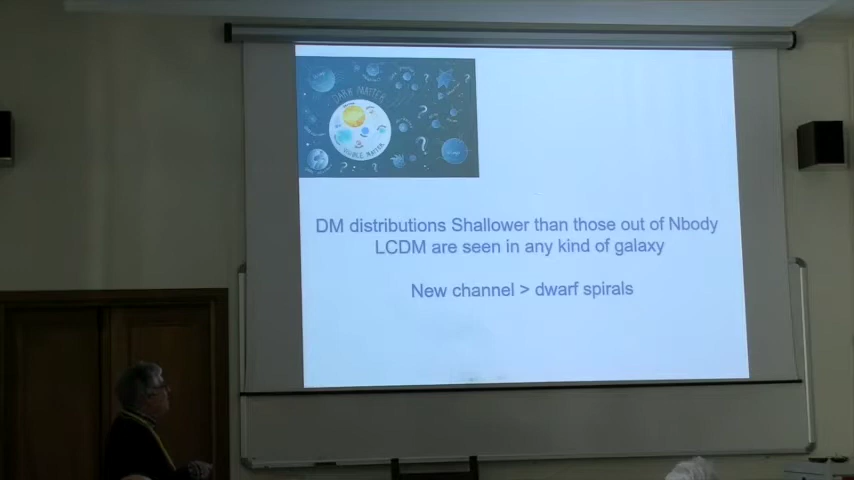 DARK MATTER
VISIBLE MATTER
DM distributions Shallower than those out of Nbody
LCDM are seen in any kind of galaxy
New channel > dwarf spirals